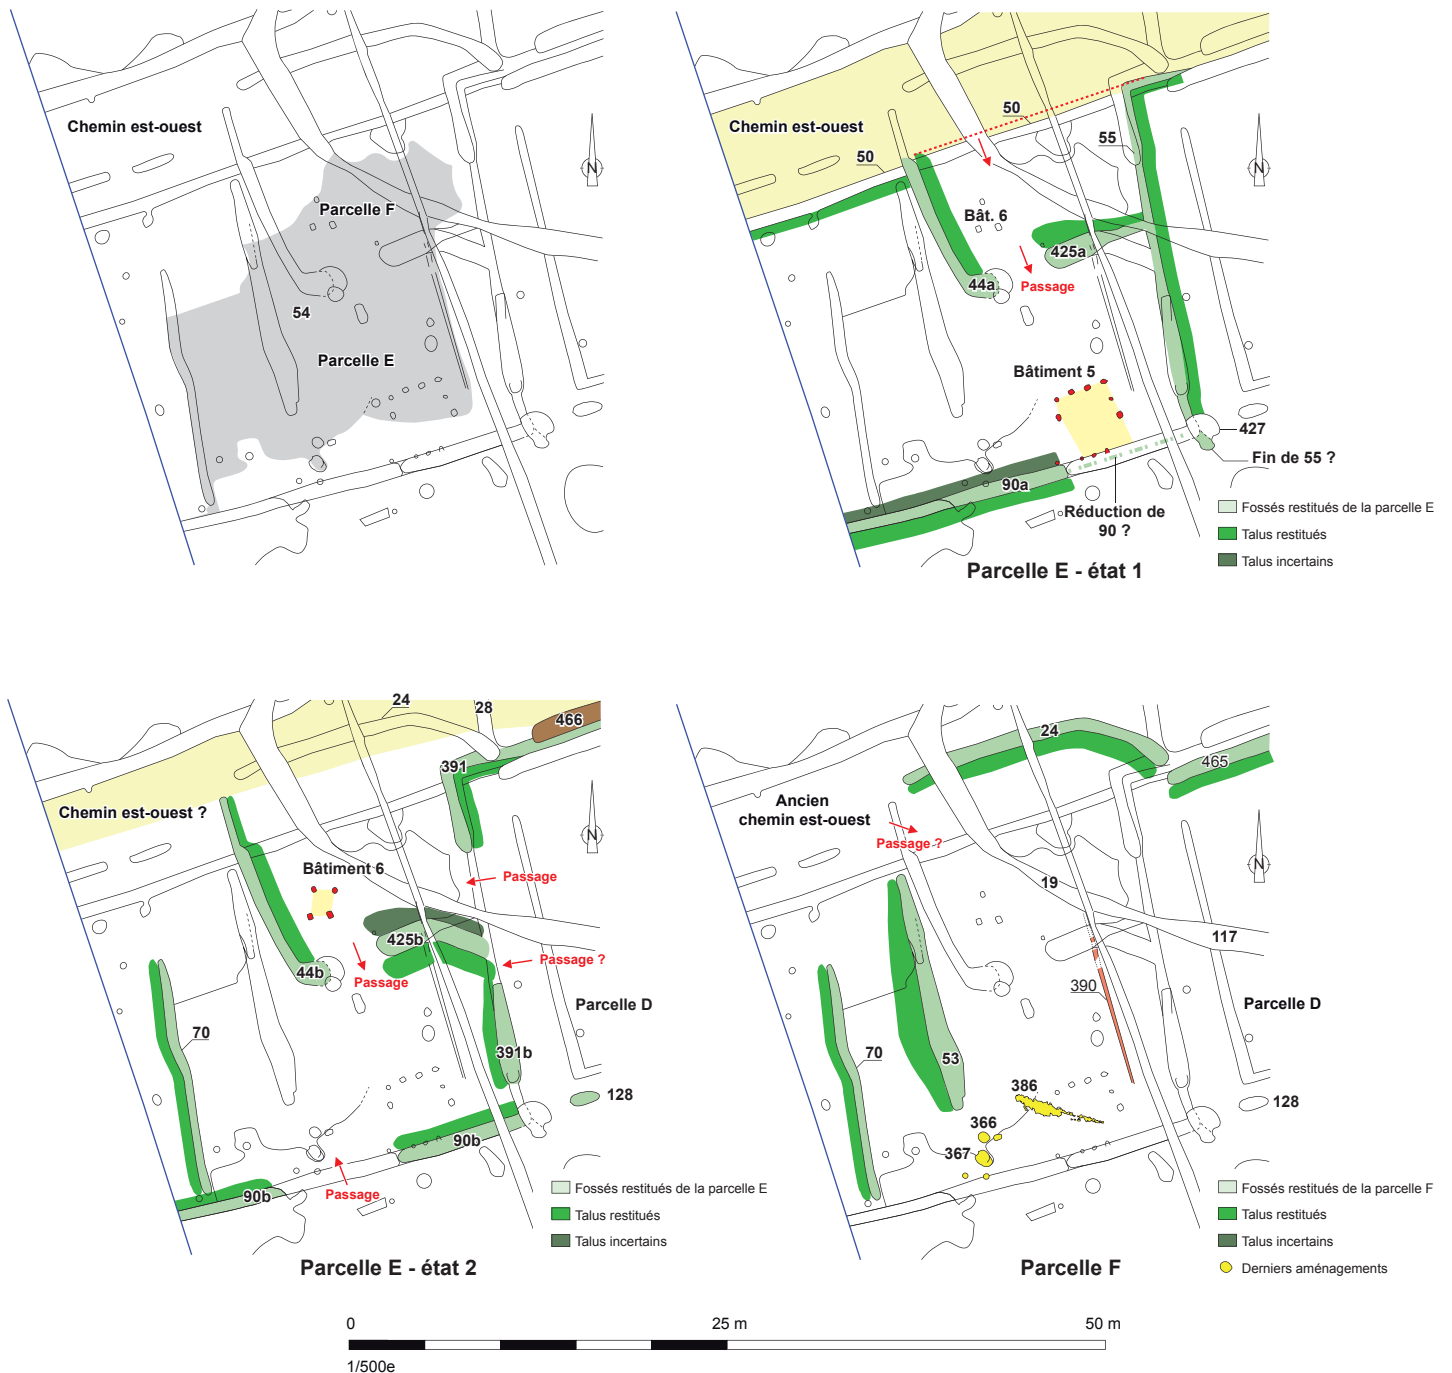 Chemin est-ouest
Parcelle F
N
54
Parcelle E
50
Chemin est-ouest
50
55
N
Bât. 6
425a
44a
Passage
Bâtiment 5
427
Fin de 55 ?
90a
Réduction de
90 ?
Fossés restitués de la parcelle E
Talus restitués
Talus incertains
Parcelle E - état 1
24
28
466
391
Chemin est-ouest ?
N
Bâtiment 6
Passage
425b
Passage ?
44b
Passage
Parcelle D
70
391b
128
90b
90b
Passage
Fossés restitués de la parcelle E
Talus restitués
Talus incertains
Parcelle E - état 2
24
465
Ancien
chemin est-ouest
Passage ?
N
19
117
390
Parcelle D
70
53
386
128
366
367
Fossés restitués de la parcelle F
Talus restitués
Talus incertains
Derniers aménagements
Parcelle F
0
25 m
50 m
1/500e